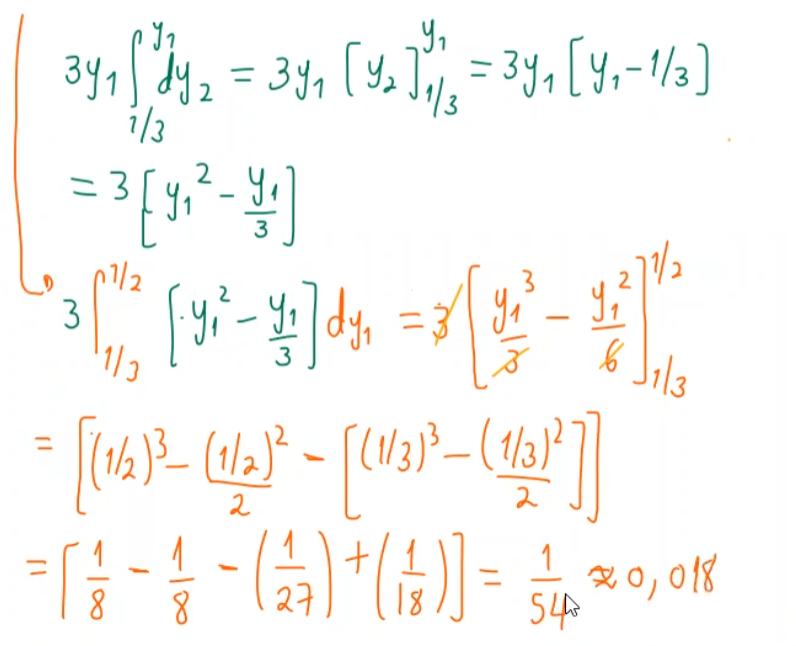 3y₁ ∫_{1/3}^{y₁} dy₂ = 3y₁ [y₂]_{1/3}^{y₁} = 3y₁ [y₁ - 1/3]
= 3 [y₁² - y₁/3]
3 ∫_{1/3}^{1/2} [y₁² - y₁/3] dy₁ = 3 [y₁³/3 - y₁²/6]_{1/3}^{1/2}
= [(1/2)³ - (1/2)²/2 - [(1/3)³ - (1/3)²/2]]
= [1/8 - 1/8 - (1/27) + (1/18)] = 1/54 ≈ 0,018